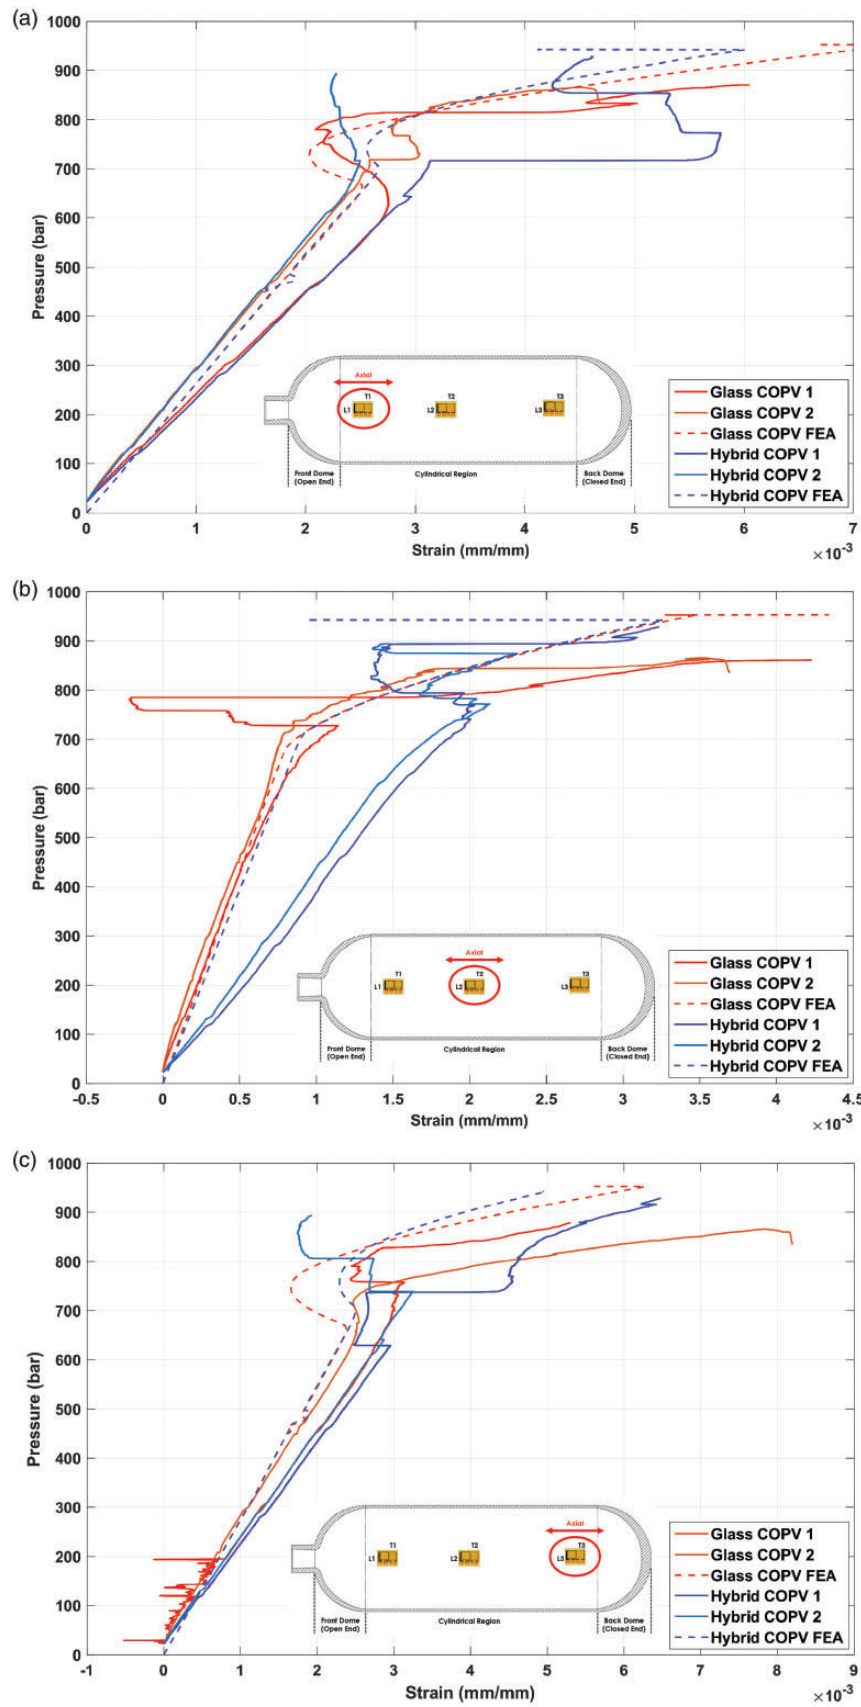 (a)
1000
900
800
700
600
500
400
300
200
100
0
Pressure (bar)
Axial
T1 T2 T3
L1 L2 L3
Front Dome
(Open End)
Cylindrical Region
Back Dome
(Closed End)
Glass COPV 1
Glass COPV 2
Glass COPV FEA
Hybrid COPV 1
Hybrid COPV 2
Hybrid COPV FEA
0 1 2 3 4 5 6 7
Strain (mm/mm)
×10⁻³
(b)
1000
900
800
700
600
500
400
300
200
100
0
Pressure (bar)
Axial
T1 T2 T3
L1 L2 L3
Front Dome
(Open End)
Cylindrical Region
Back Dome
(Closed End)
Glass COPV 1
Glass COPV 2
Glass COPV FEA
Hybrid COPV 1
Hybrid COPV 2
Hybrid COPV FEA
-0.5 0 0.5 1 1.5 2 2.5 3 3.5 4 4.5
Strain (mm/mm)
×10⁻³
(c)
1000
900
800
700
600
500
400
300
200
100
0
Pressure (bar)
Axial
T1 T2 T3
L1 L2 L3
Front Dome
(Open End)
Cylindrical Region
Back Dome
(Closed End)
Glass COPV 1
Glass COPV 2
Glass COPV FEA
Hybrid COPV 1
Hybrid COPV 2
Hybrid COPV FEA
-1 0 1 2 3 4 5 6 7 8 9
Strain (mm/mm)
×10⁻³